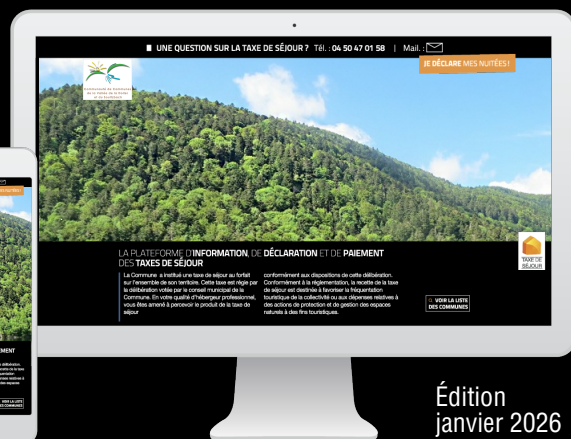 UNE QUESTION SUR LA TAXE DE SÉJOUR ? Tél. : 04 50 47 01 58 | Mail. :
JE DÉCLARE MES NUITÉES !
Communauté de Communes
LA PLATEFORME D'INFORMATION, DE DÉCLARATION ET DE PAIEMENT
DES TAXES DE SÉJOUR
La Commune a institué une taxe de séjour au forfait
sur l'ensemble de son territoire. Cette taxe est régie par
la délibération votée par le conseil municipal de la
Commune. En votre qualité d'hébergeur professionnel,
vous êtes amené à percevoir le produit de la taxe de
séjour
conformément aux dispositions de cette délibération.
Conformément à la réglementation, la recette de la taxe
de séjour est destinée à favoriser la fréquentation
touristique de la collectivité ou aux dépenses relatives à
des actions de protection et de gestion des espaces
naturels à des fins touristiques.
TAXE DE
SÉJOUR
VOIR LA LISTE
DES COMMUNES
Édition
janvier 2026